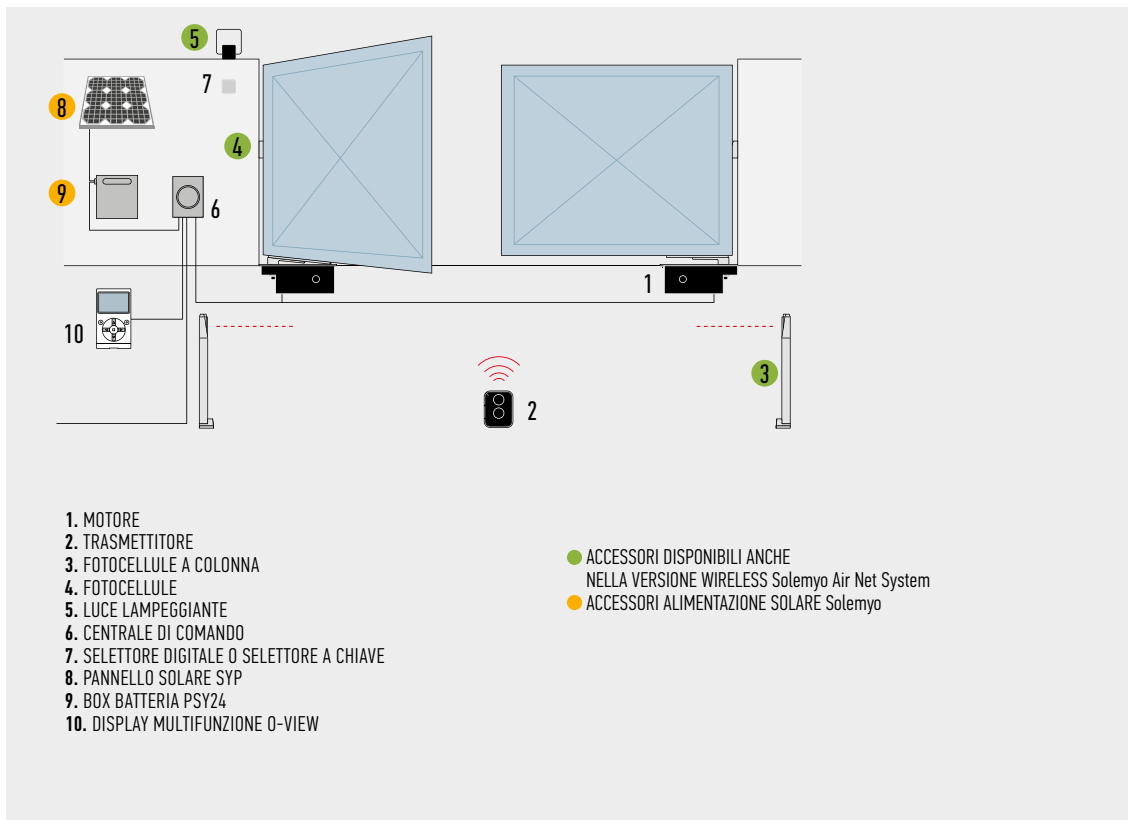 5
7
8
4
9
6
1
10
3
2
1. MOTORE
2. TRASMETTITORE
3. FOTOCELLULE A COLONNA
4. FOTOCELLULE
5. LUCE LAMPEGGIANTE
6. CENTRALE DI COMANDO
7. SELETTORE DIGITALE O SELETTORE A CHIAVE
8. PANNELLO SOLARE SYP
9. BOX BATTERIA PSY24
10. DISPLAY MULTIFUNZIONE O-VIEW
ACCESSORI DISPONIBILI ANCHE
NELLA VERSIONE WIRELESS Solemyo Air Net System
ACCESSORI ALIMENTAZIONE SOLARE Solemyo